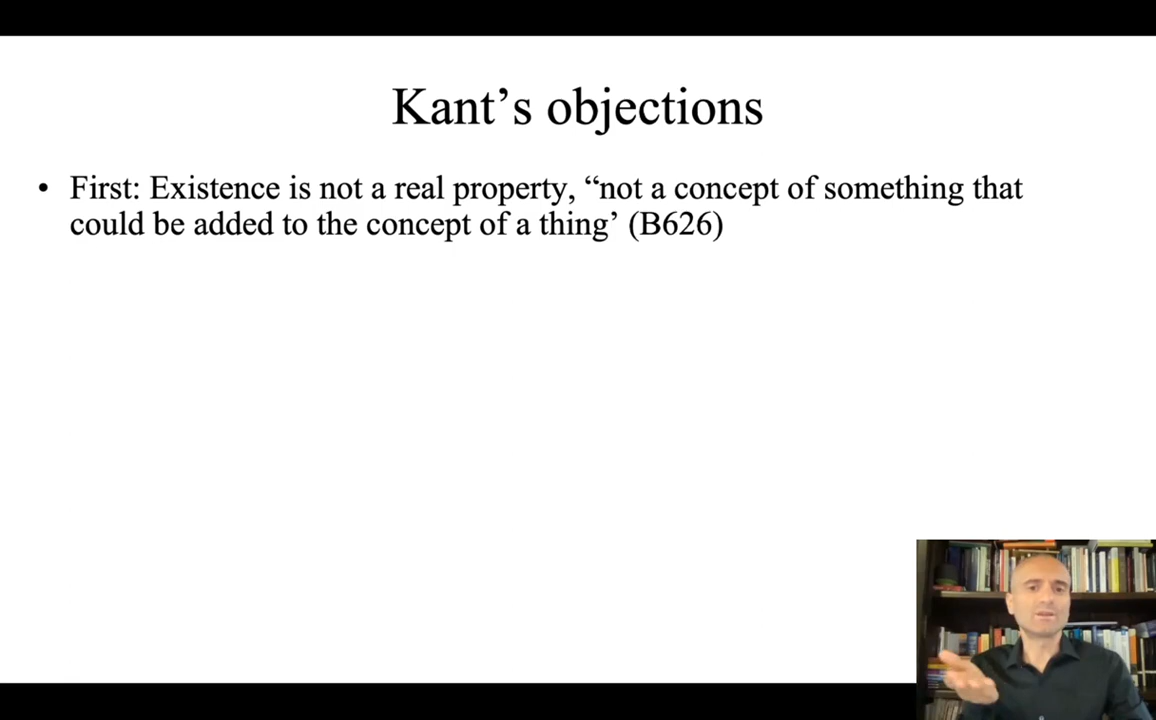 Kant’s objections
• First: Existence is not a real property, “not a concept of something that
could be added to the concept of a thing’ (B626)